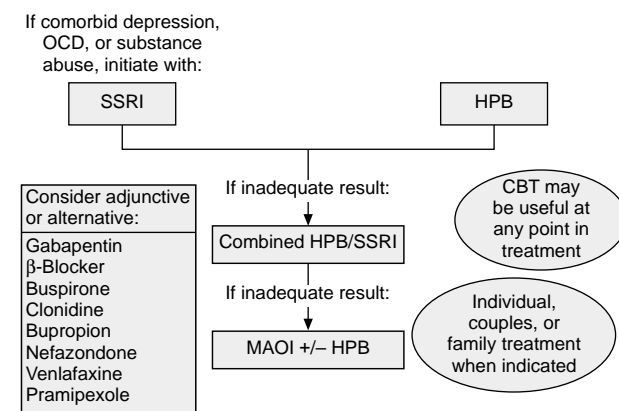 If comorbid depression,
OCD, or substance
abuse, initiate with:
SSRI
HPB
If inadequate result:
Combined HPB/SSRI
If inadequate result:
MAOI +/– HPB
Consider adjunctive
or alternative:
Gabapentin
β-Blocker
Buspirone
Clonidine
Bupropion
Nefazondone
Venlafaxine
Pramipexole
CBT may
be useful at
any point in
treatment
Individual,
couples, or
family treatment
when indicated